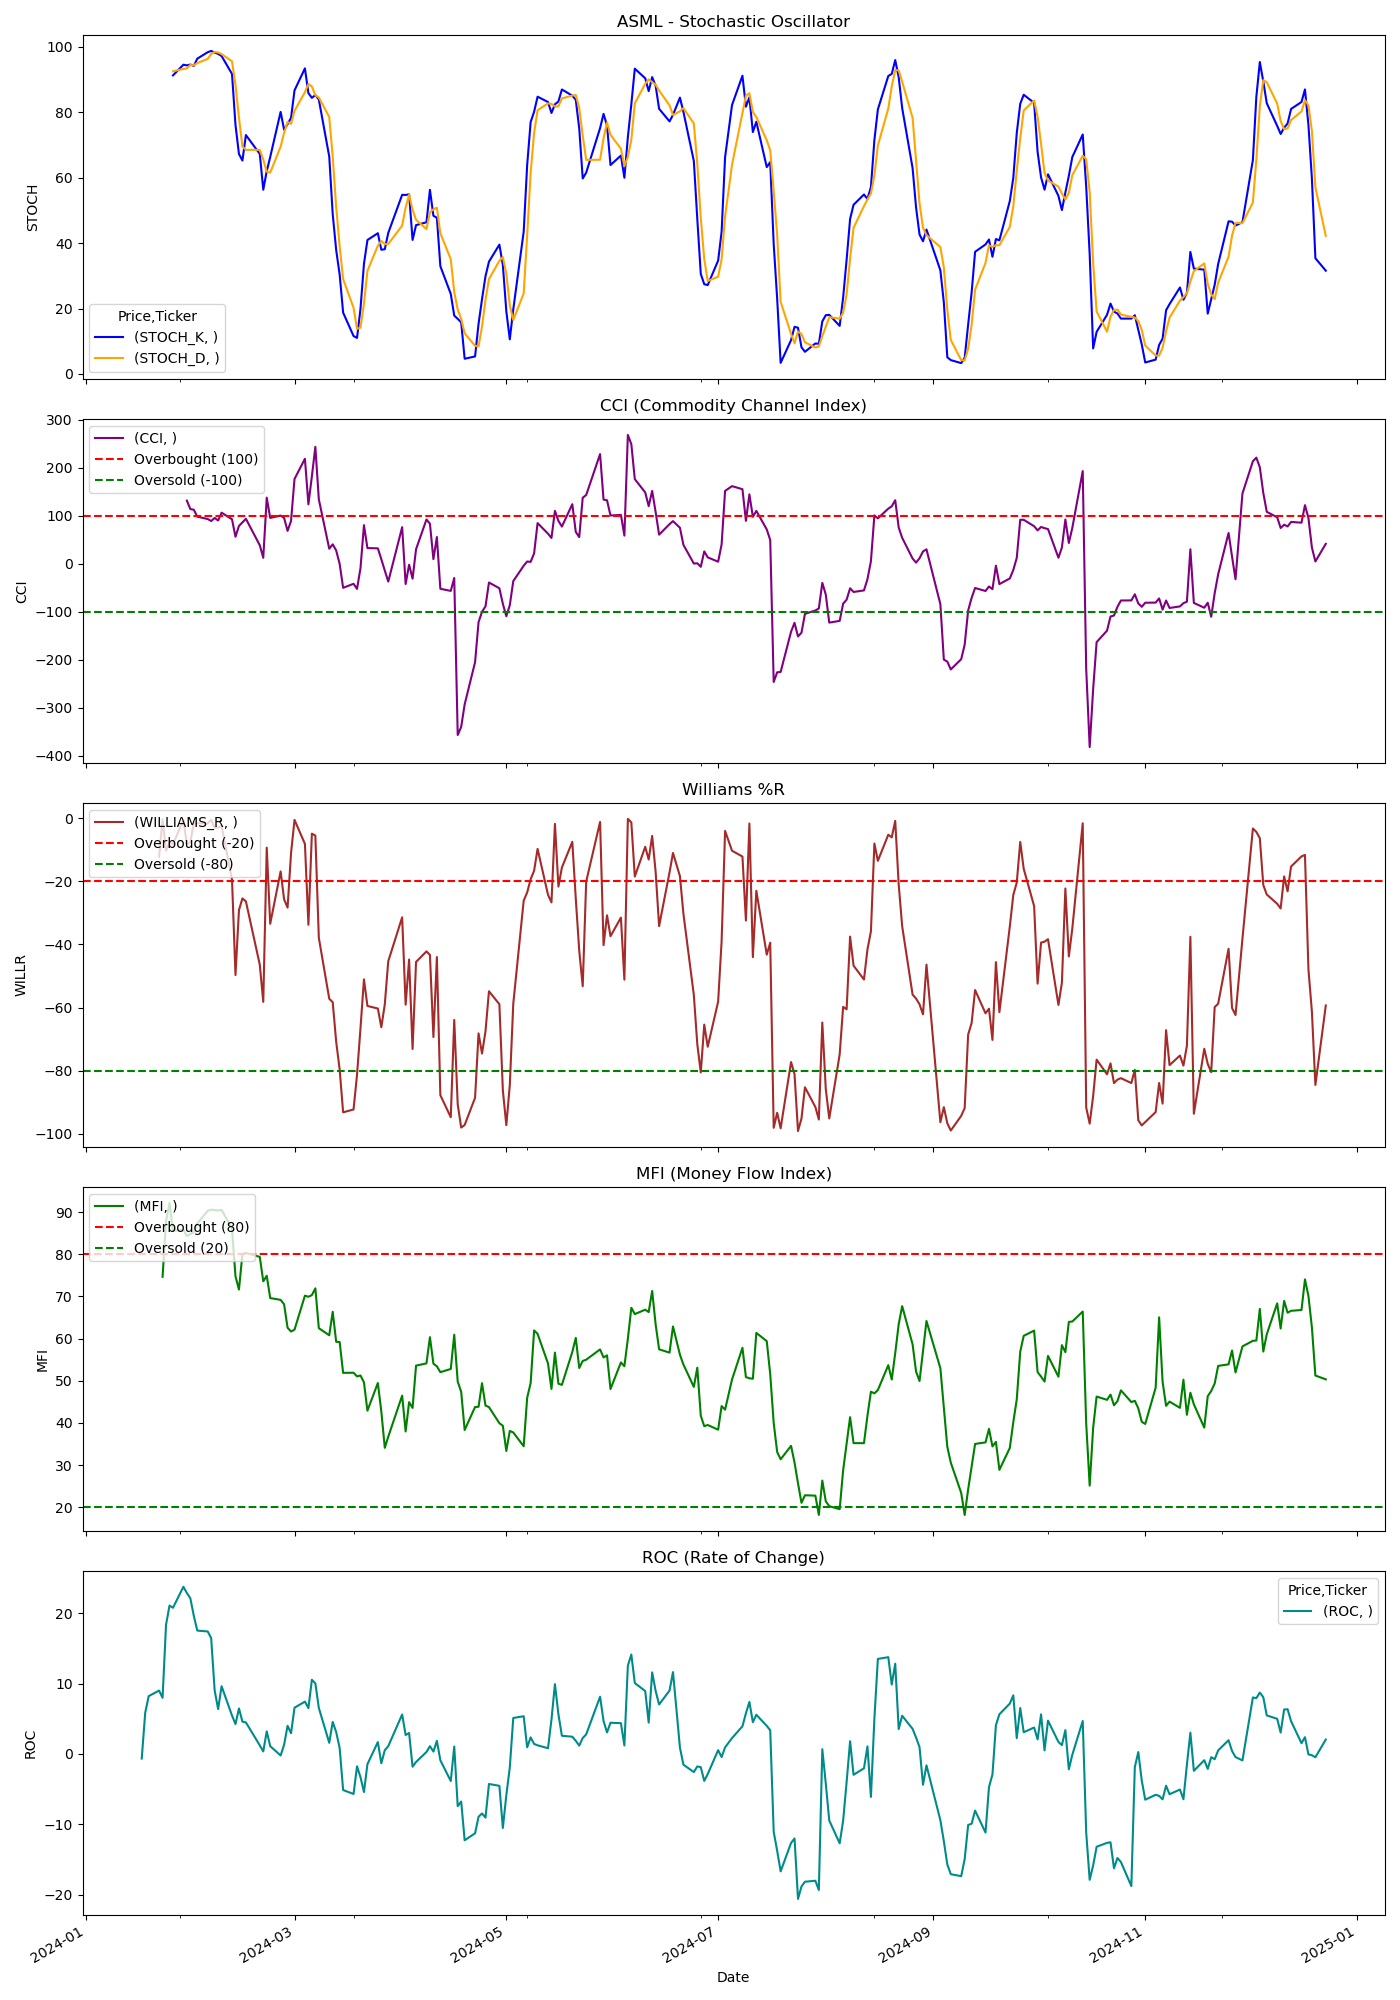 ASML - Stochastic Oscillator
100
80
60
40
20
0
STOCH
Price,Ticker
(STOCH_K, )
(STOCH_D, )
CCI (Commodity Channel Index)
300
200
100
0
−100
−200
−300
−400
CCI
(CCI, )
Overbought (100)
Oversold (-100)
Williams %R
0
−20
−40
−60
−80
−100
WILLR
(WILLIAMS_R, )
Overbought (-20)
Oversold (-80)
MFI (Money Flow Index)
90
80
70
60
50
40
30
20
MFI
(MFI, )
Overbought (80)
Oversold (20)
ROC (Rate of Change)
20
10
0
−10
−20
ROC
Price,Ticker
(ROC, )
2024-01
2024-03
2024-05
2024-07
2024-09
2024-11
2025-01
Date